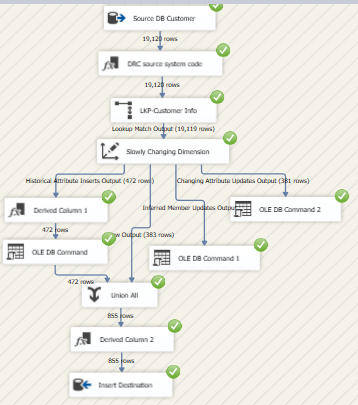 Source DB Customer
19,120 rows
DRC source system code
19,120 rows
LKP-Customer Info
Lookup Match Output (19,119 rows)
Slowly Changing Dimension
Historical Attribute Inserts Output (472 rows)
Changing Attribute Updates Output (381 rows)
Derived Column 1
Inferred Member Updates Outpu
OLE DB Command 2
472 rows
w Output (383 rows)
OLE DB Command
OLE DB Command 1
472 rows
Union All
855 rows
Derived Column 2
855 rows
Insert Destination